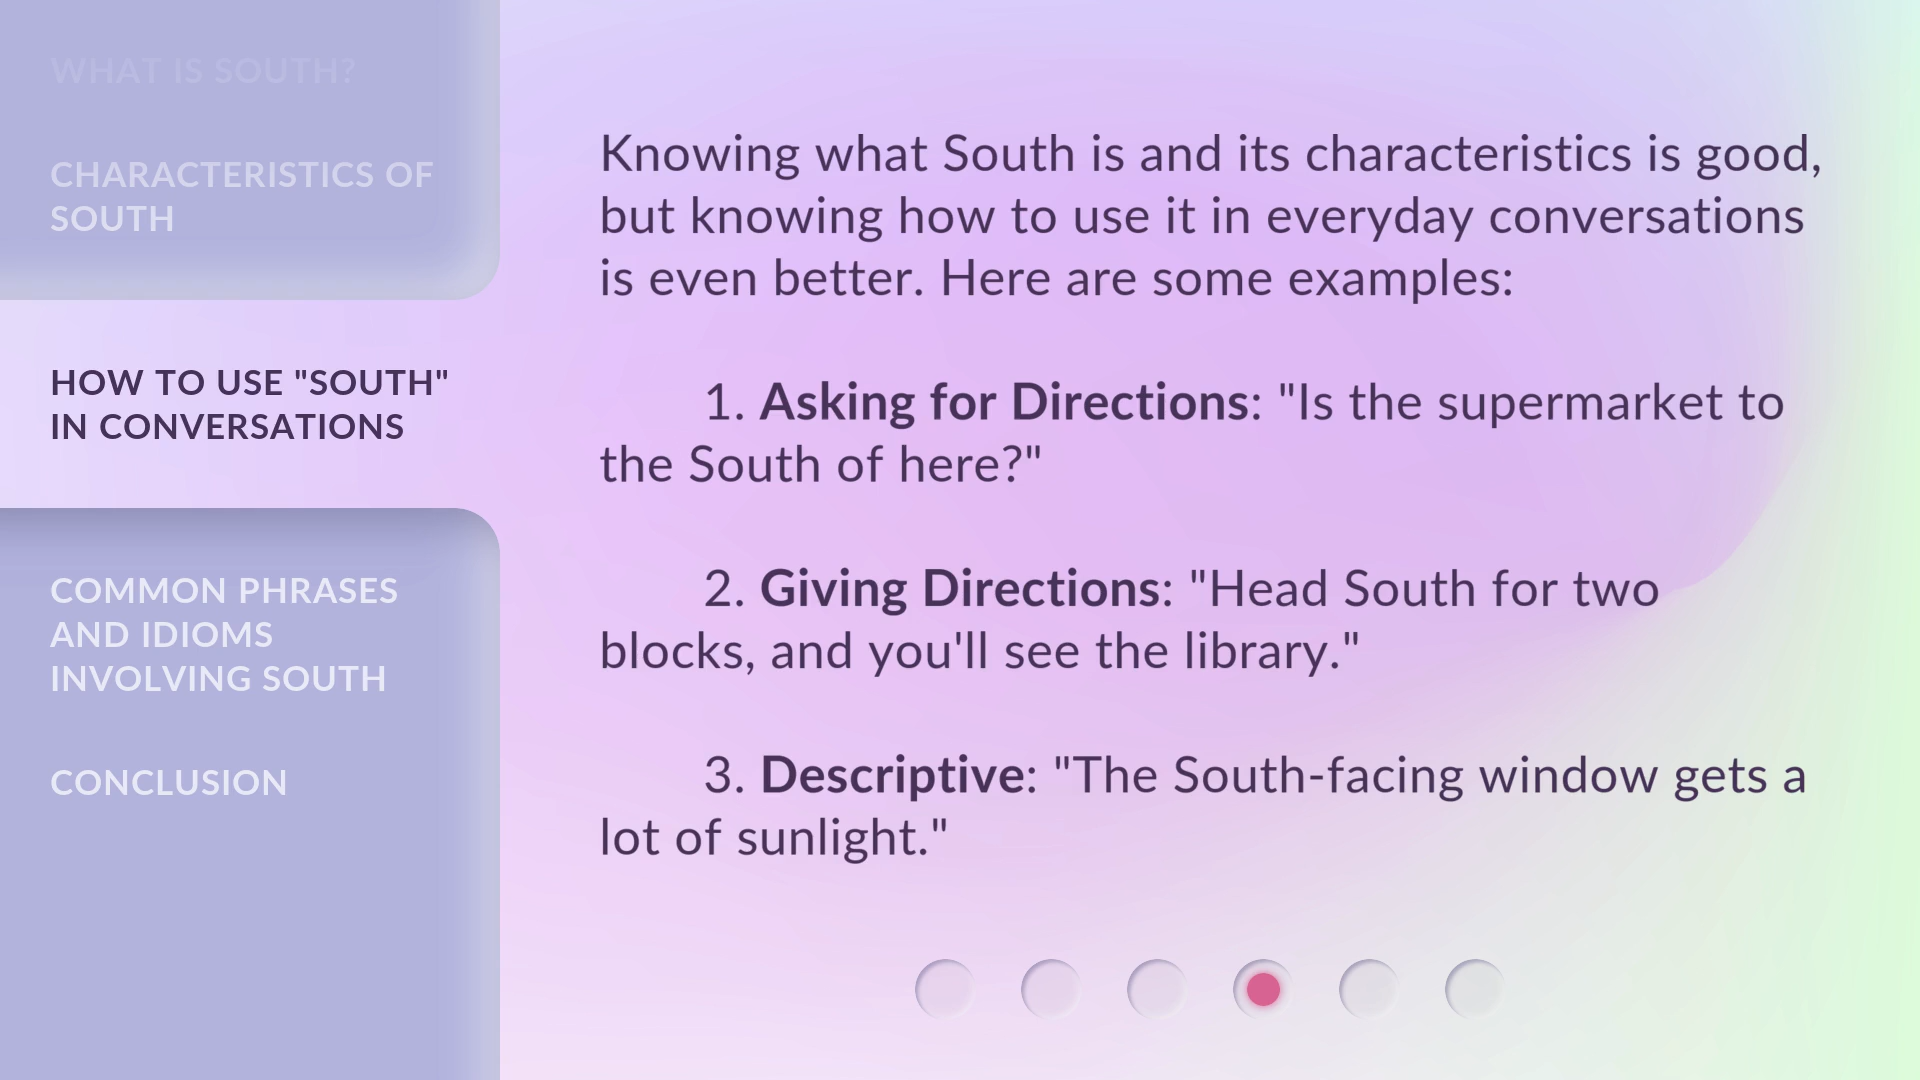 WHAT IS SOUTH?
CHARACTERISTICS OF
SOUTH
HOW TO USE "SOUTH"
IN CONVERSATIONS
COMMON PHRASES
AND IDIOMS
INVOLVING SOUTH
CONCLUSION
Knowing what South is and its characteristics is good,
but knowing how to use it in everyday conversations
is even better. Here are some examples:
1. Asking for Directions: "Is the supermarket to
the South of here?"
2. Giving Directions: "Head South for two
blocks, and you'll see the library."
3. Descriptive: "The South-facing window gets a
lot of sunlight."